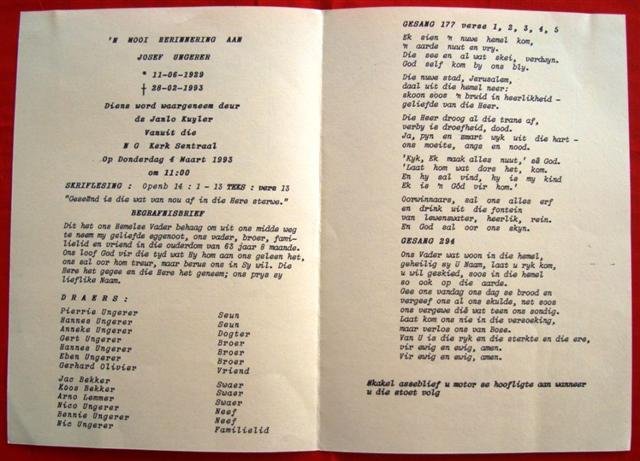 'N MOOI HERINNERING AAN
JOSEF UNGERER
* 11-06-1929
† 28-02-1993
Diens word waargeneem deur
ds Janlo Kuyler
Vanuit die
N G Kerk Sentraal
Op Donderdag 4 Maart 1993
om 11:00
SKRIFLESING : Openb 14 : 1 - 13 TEKS : vers 13
"Geseënd is die wat van nou af in die Here sterwe."
BEGRAFNISBRIEF
Dit het ons Hemelse Vader behaag om uit ons midde weg
te neem my geliefde eggenoot, ons vader, broer, fami-
lielid en vriend in die ouderdom van 63 jaar 8 maande.
Ons loof God vir die tyd wat Hy hom aan ons geleen het,
ons sal oor hom treur, maar berus ons in Sy wil. Die
Here het gegee en die Here het geneem; ons prys sy
lieflike Naam.
D R A E R S :
Pierrie Ungerer Seun
Hannes Ungerer Seun
Anneke Ungerer Dogter
Gert Ungerer Broer
Hannes Ungerer Broer
Eben Ungerer Broer
Gerhard Olivier Vriend
Jac Bekker Swaer
Koos Bekker Swaer
Arno Lemmer Swaer
Nico Ungerer Neef
Bennie Ungerer Neef
Nic Ungerer Familielid
GESANG 177 verse 1, 2, 3, 4, 5
Ek sien 'n nuwe hemel kom,
'n aarde nuut en vry.
Die see en al wat skei, verdwyn.
God self kom by ons bly.
Die nuwe stad, Jerusalem,
daal uit die hemel neer:
skoon soos 'n bruid in heerlikheid -
geliefde van die Heer.
Die Heer droog al die trane af,
verby is droefheid, dood.
Ja, pyn en smart wyk uit die hart -
ons moeite, angs en nood.
'Kyk, Ek maak alles nuut,' sê God.
'Laat hom wat dors het, kom.
En hy sal vind, hy is my kind
Ek is 'n Gód vir hom.'
Oorwinnaars, sal ons alles erf
en drink uit die fontein
van lewenswater, heerlik, rein.
En God sal oor ons skyn.
GESANG 294
Ons Vader wat woon in die hemel,
geheilig sy U Naam, laat u ryk kom,
u wil geskied, soos in die hemel
so ook op die aarde.
Gee ons vandag ons dag se brood en
vergeef ons al ons skulde, net soos
ons vergewe dié wat teen ons sondig.
Laat kom ons nie in die versoeking,
maar verlos ons van Bose.
Van U is die ryk en die sterkte en die ere,
vir ewig en ewig, amen.
Vir ewig en ewig, amen.
Skakel asseblief u motor se hoofligte aan wanneer
u die stoet volg